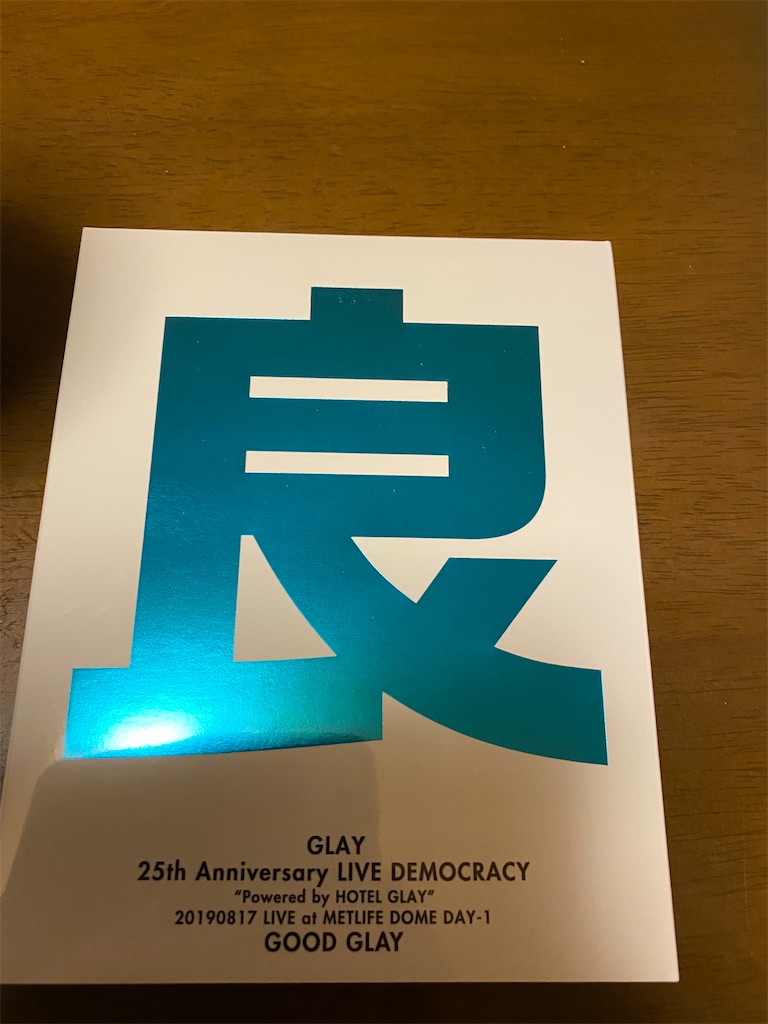 良
GLAY
25th Anniversary LIVE DEMOCRACY
“Powered by HOTEL GLAY”
20190817 LIVE at METLIFE DOME DAY-1
GOOD GLAY